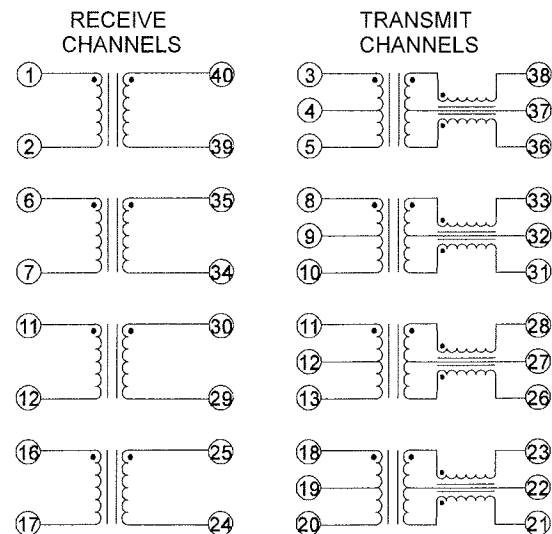 RECEIVE
CHANNELS
TRANSMIT
CHANNELS
1 40 3 38
4 37
2 39 5 36
6 35 8 33
9 32
7 34 10 31
11 30 11 28
12 27
12 29 13 26
16 25 18 23
19 22
17 24 20 21